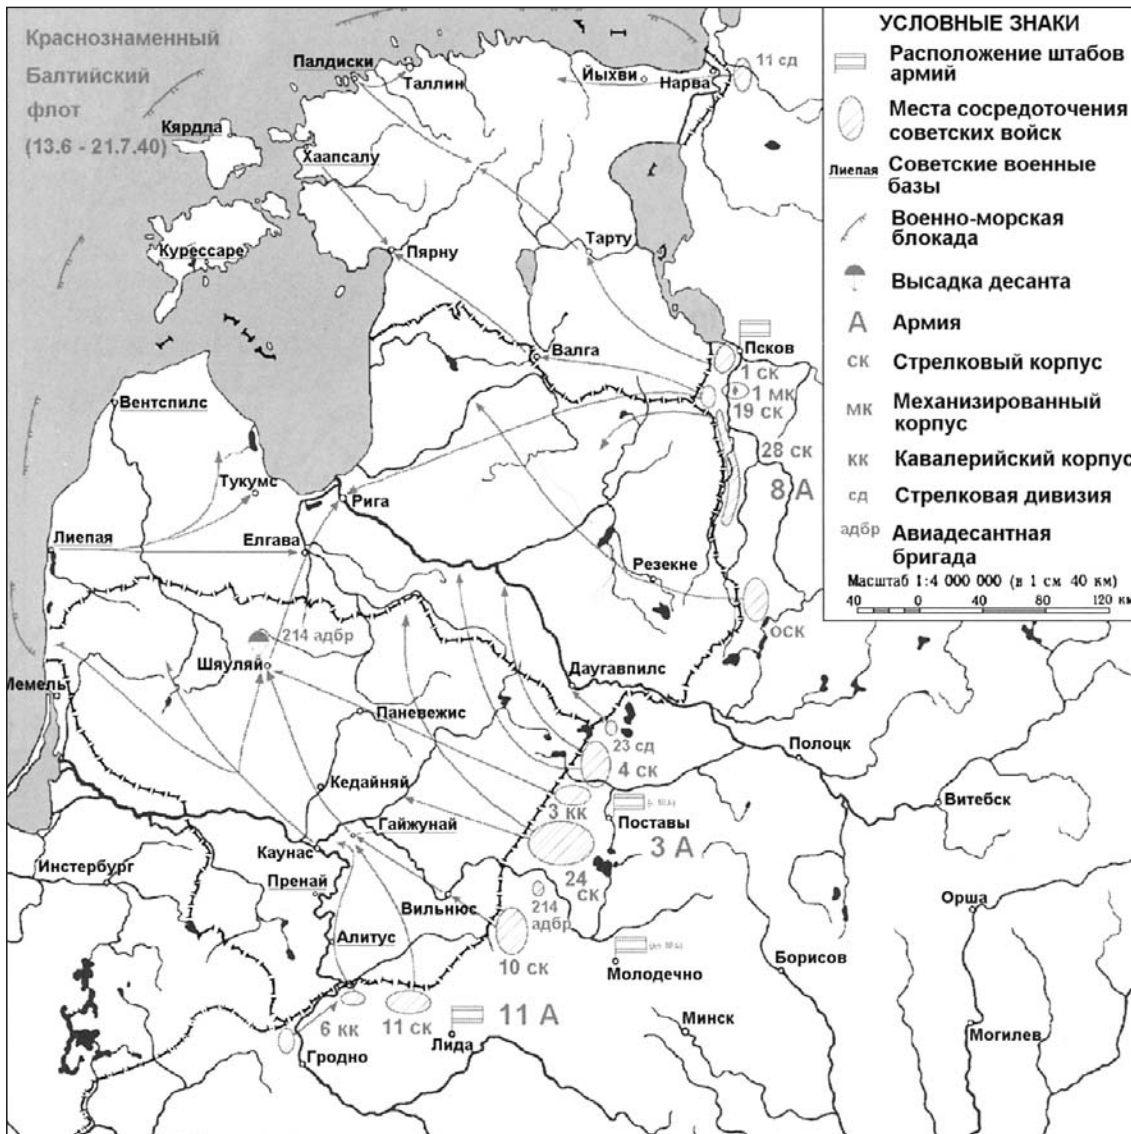 Краснознаменный
Балтийский
флот
(13.6 - 21.7.40)
Палдиски
Таллин
Йыхви
Нарва
11 сд
Кярдла
Хаапсалу
Курессаре
Пярну
Тарту
Валга
Псков
1 ск
1 мк
19 ск
28 ск
8 А
Вентспилс
Тукумс
Рига
Лиепая
Елгава
Резекне
оск
214 адбр
Шяуляй
Мемель
Даугавпилс
Паневежис
23 сд
4 ск
Полоцк
Кедайняй
3 кк
Поставы
Витебск
Гайжунай
3 А
Каунас
Инстербург
Пренай
24
ск
Вильнюс
214
адбр
Орша
Алитус
10 ск
Молодечно
Борисов
6 кк
11 ск
11 А
Лида
Минск
Могилев
Гродно
УСЛОВНЫЕ ЗНАКИ
Расположение штабов
армий
Места сосредоточения
советских войск
Лиепая
Советские военные
базы
Военно-морская
блокада
Высадка десанта
А
Армия
ск
Стрелковый корпус
мк
Механизированный
корпус
кк
Кавалерийский корпус
сд
Стрелковая дивизия
адбр
Авиадесантная
бригада
Масштаб 1:4 000 000 (в 1 см 40 км)
40 0 40 80 120 км